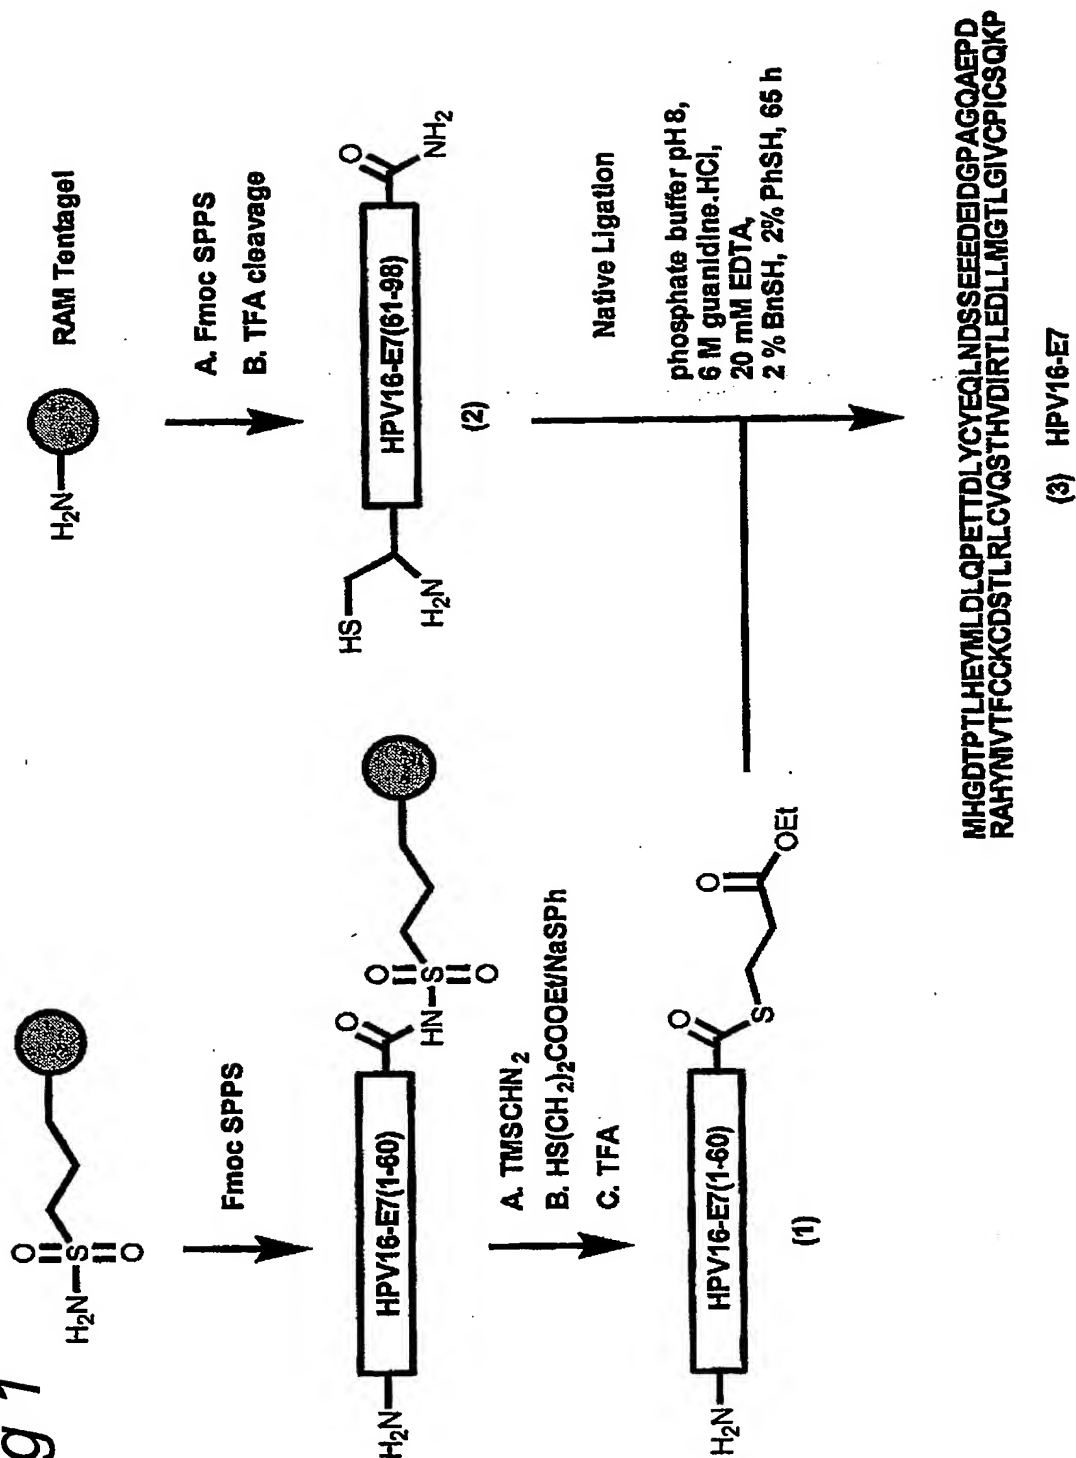 g 1
H₂N
S
O
O
Fmoc SPPS
H₂N
HPV16-E7(1-60)
O
HN
S
O
O
A. TMSCHN₂
B. HS(CH₂)₂COOEt/NaSPh
C. TFA
H₂N
HPV16-E7(1-60)
O
S
O
OEt
(1)
H₂N
RAM Tentagel
A. Fmoc SPPS
B. TFA cleavage
HS
H₂N
HPV16-E7(61-98)
O
NH₂
(2)
Native Ligation
phosphate buffer pH 8,
6 M guanidine.HCl,
20 mM EDTA,
2 % BnSH, 2% PhSH, 65 h
MHGDTPTLHEYMLDLQPETTDLYCYEQLNDSSEEEDEIDGPAGQAEPD
RAHYNIVTFCCKCDSTLRLCVQSTHVDIRTLEDLLMGTLGIVCPICSQKP
(3) HPV16-E7